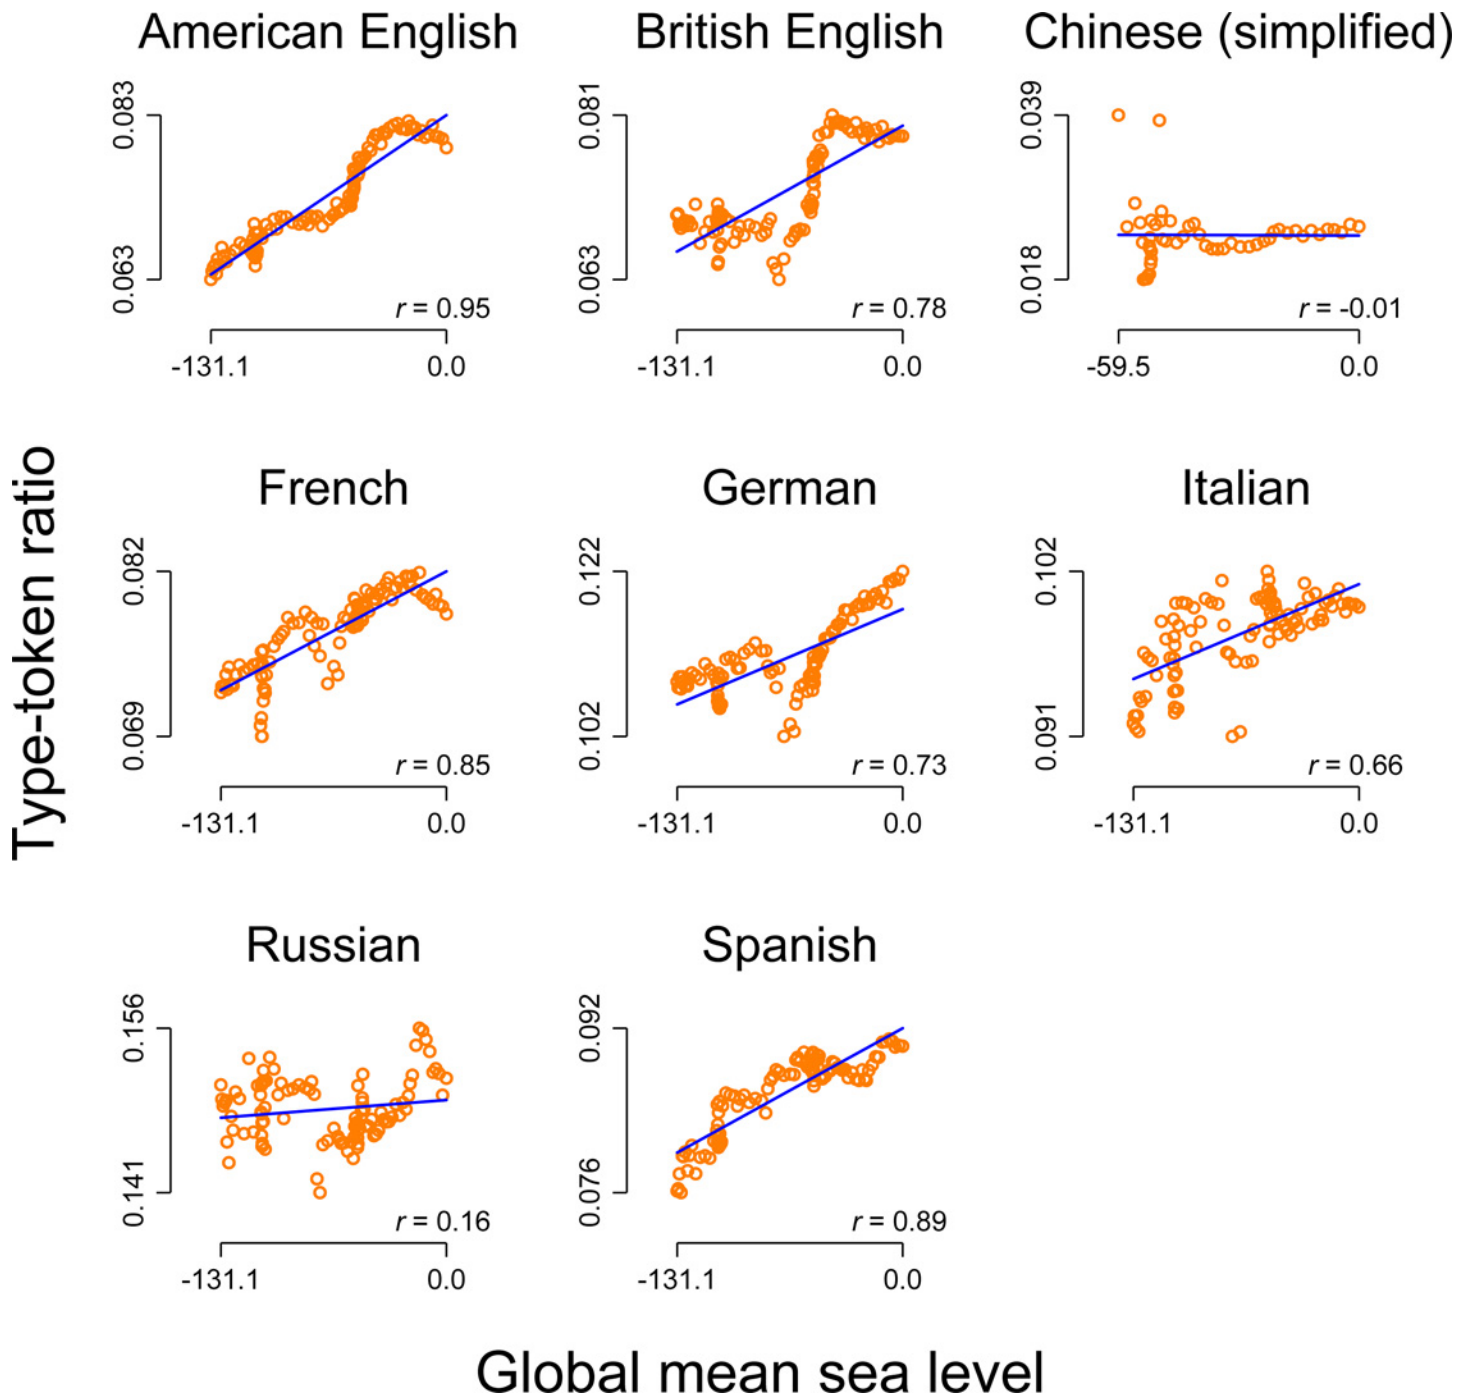 American English
0.083
0.063
r = 0.95
-131.1 0.0
British English
0.081
0.063
r = 0.78
-131.1 0.0
Chinese (simplified)
0.039
0.018
r = -0.01
-59.5 0.0
Type-token ratio
French
0.082
0.069
r = 0.85
-131.1 0.0
German
0.122
0.102
r = 0.73
-131.1 0.0
Italian
0.102
0.091
r = 0.66
-131.1 0.0
Russian
0.156
0.141
r = 0.16
-131.1 0.0
Spanish
0.092
0.076
r = 0.89
-131.1 0.0
Global mean sea level